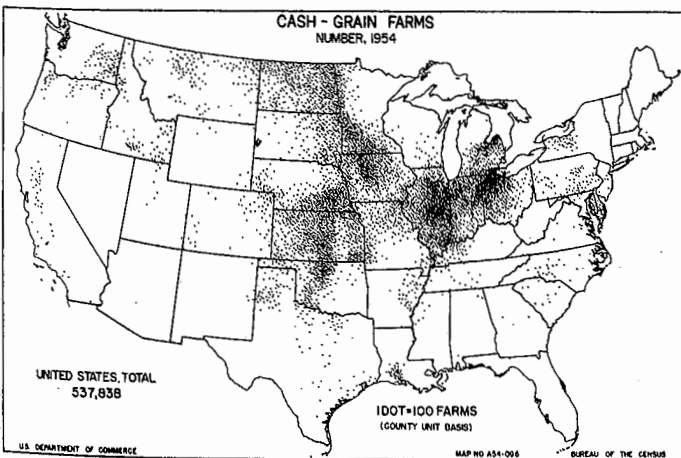 CASH - GRAIN FARMS
NUMBER, 1954
UNITED STATES, TOTAL
537,838
1 DOT=100 FARMS
(COUNTY UNIT BASIS)
U.S. DEPARTMENT OF COMMERCE
MAP NO A54-096
BUREAU OF THE CENSUS